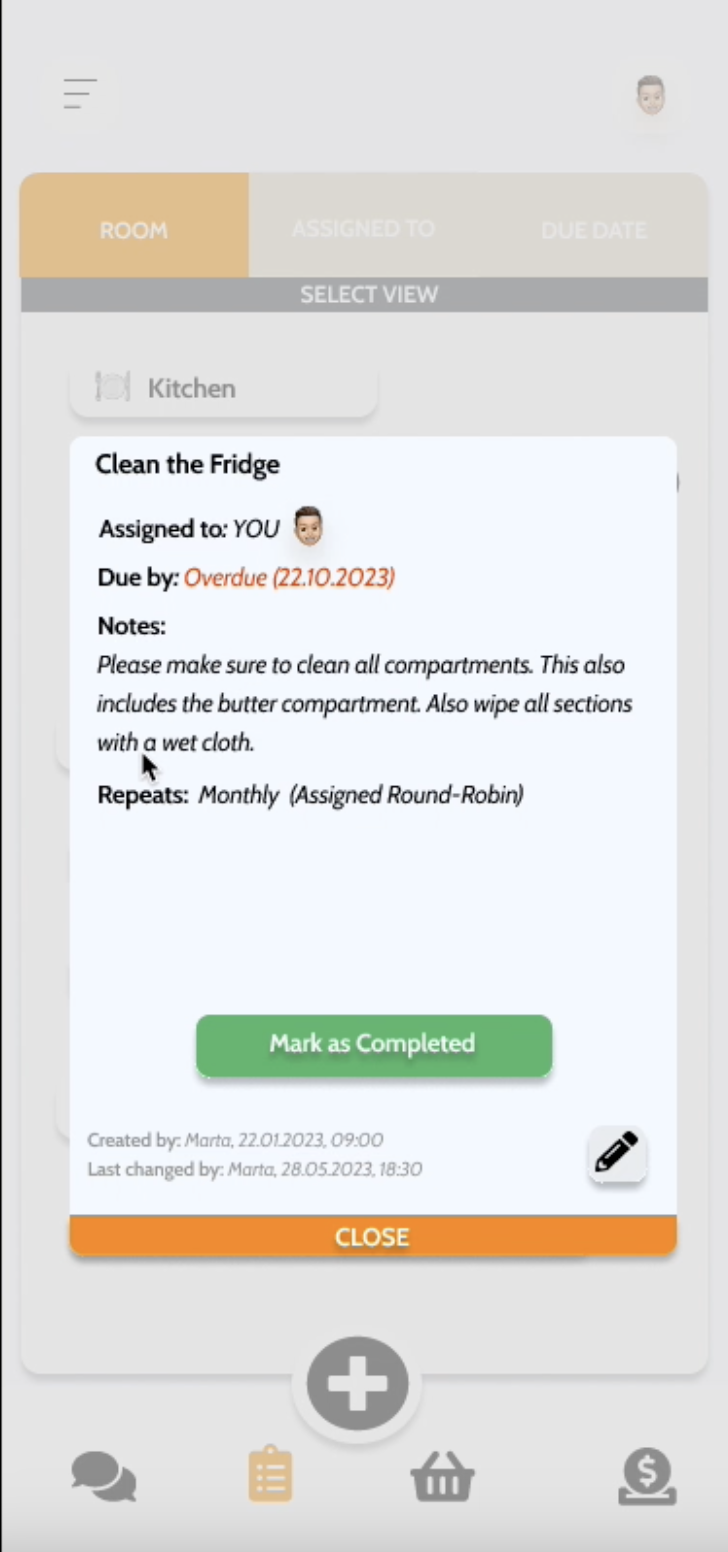 ROOM ASSIGNED TO DUE DATE
SELECT VIEW
Kitchen
Clean the Fridge
Assigned to: YOU
Due by: Overdue (22.10.2023)
Notes:
Please make sure to clean all compartments. This also
includes the butter compartment. Also wipe all sections
with a wet cloth.
Repeats: Monthly (Assigned Round-Robin)
Mark as Completed
Created by: Marta, 22.01.2023, 09:00
Last changed by: Marta, 28.05.2023, 18:30
CLOSE